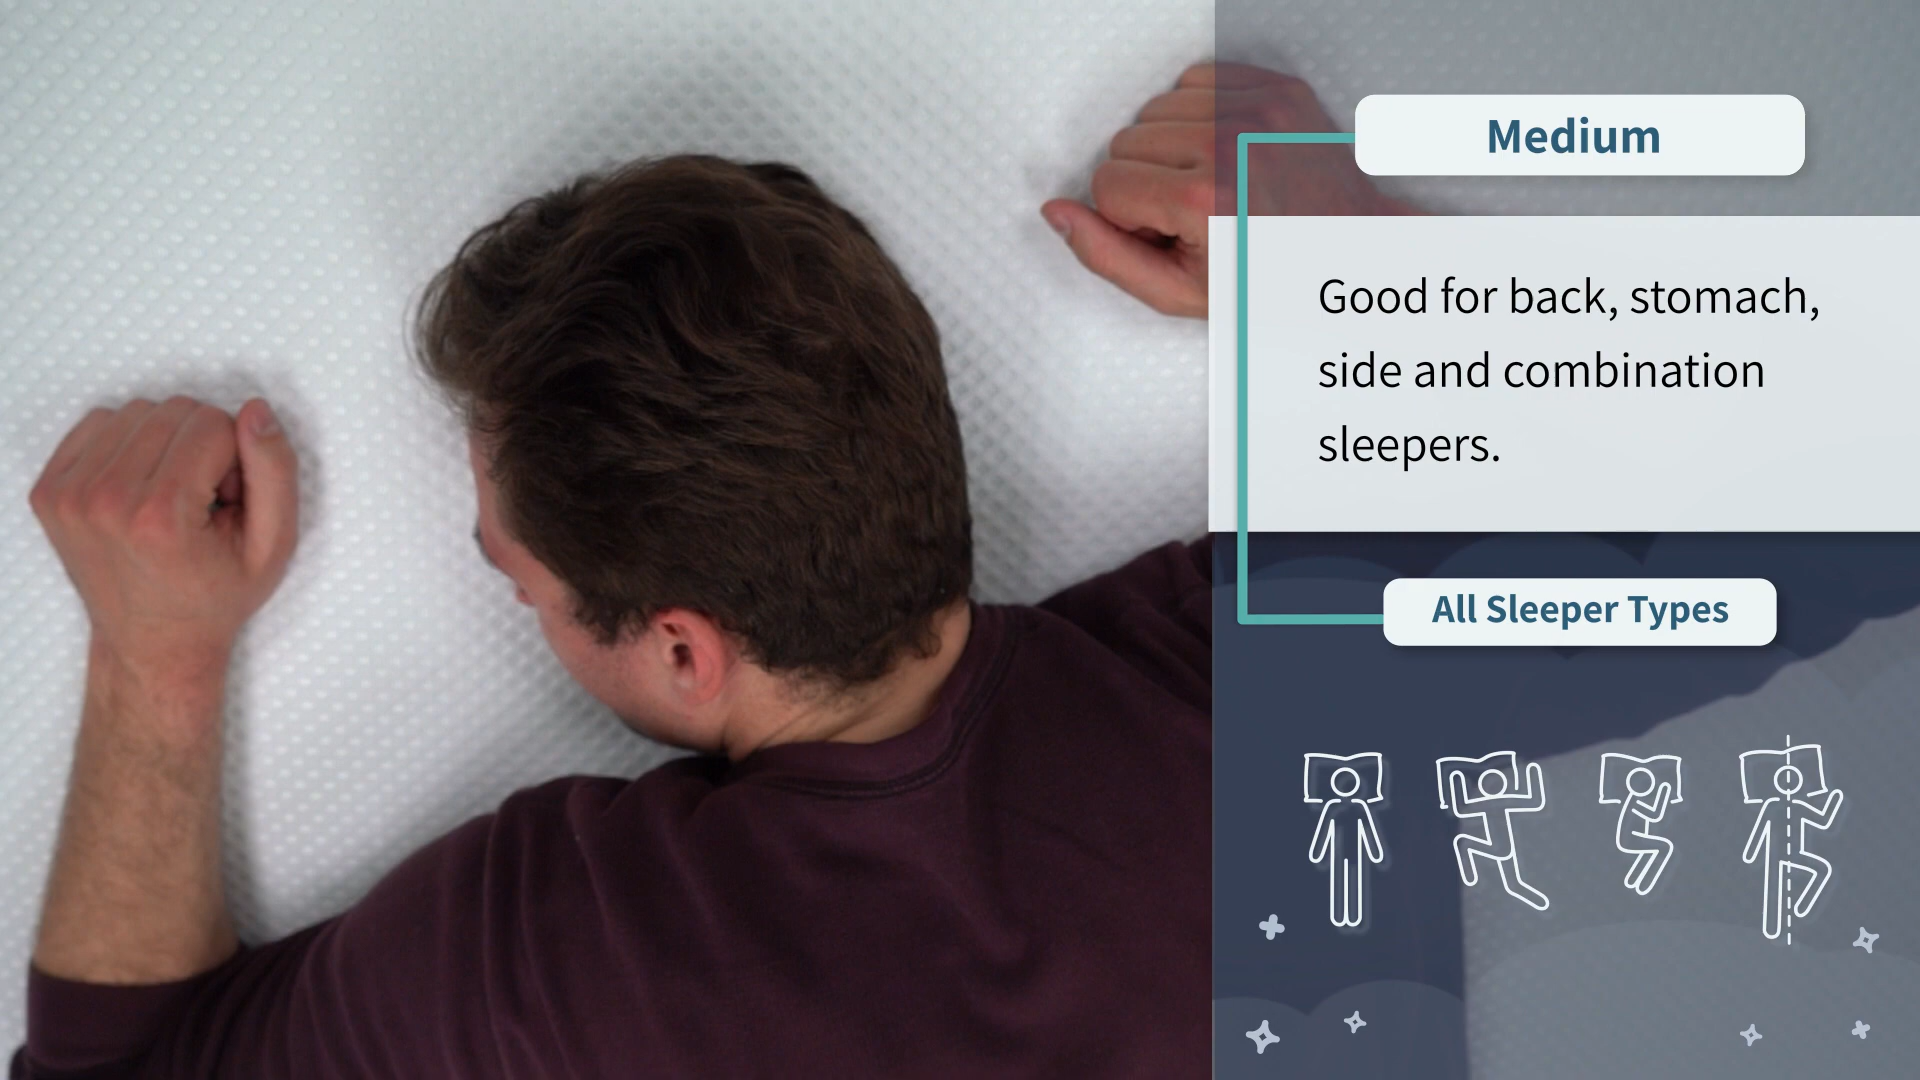 Medium
Good for back, stomach,
side and combination
sleepers.
All Sleeper Types